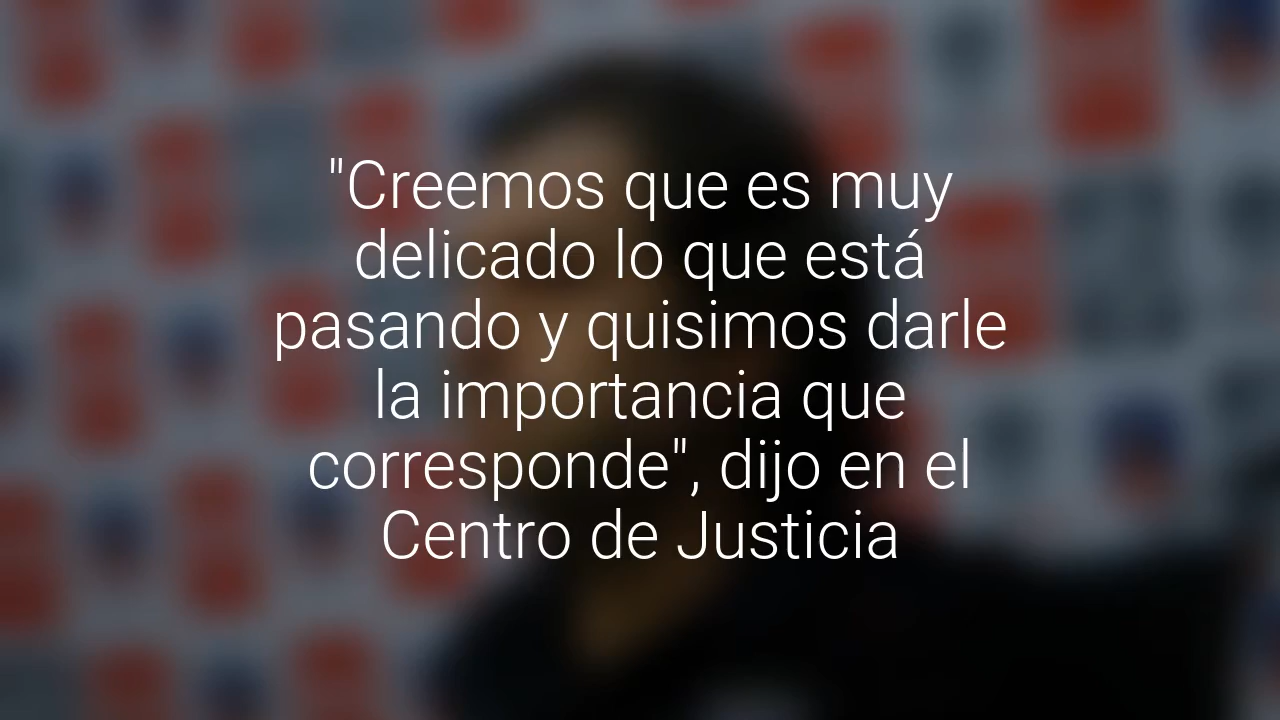 "Creemos que es muy
delicado lo que está
pasando y quisimos darle
la importancia que
corresponde", dijo en el
Centro de Justicia